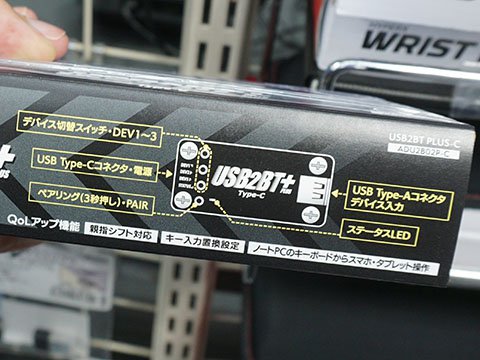 WRIST
USB2BT PLUS-C
ADU2B02P-C
デバイス切替スイッチ・DEV1～3
USB Type-Cコネクタ・電源
ペアリング(3秒押し)・PAIR
USB2BT+
PLUS
Type-C
USB Type-Aコネクタ
デバイス入力
ステータスLED
QoLアップ機能
親指シフト対応
キー入力置換設定
ノートPCのキーボードからスマホ・タブレット操作